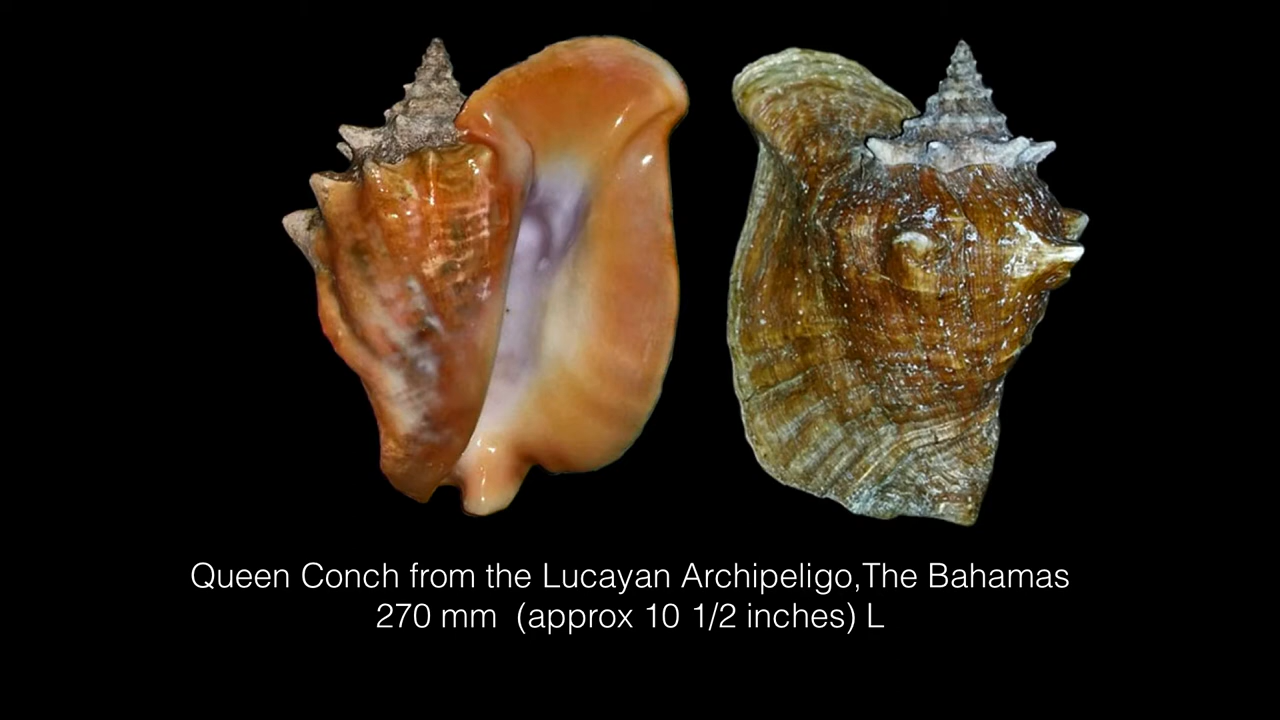 Queen Conch from the Lucayan Archipeligo,The Bahamas
270 mm  (approx 10 1/2 inches) L